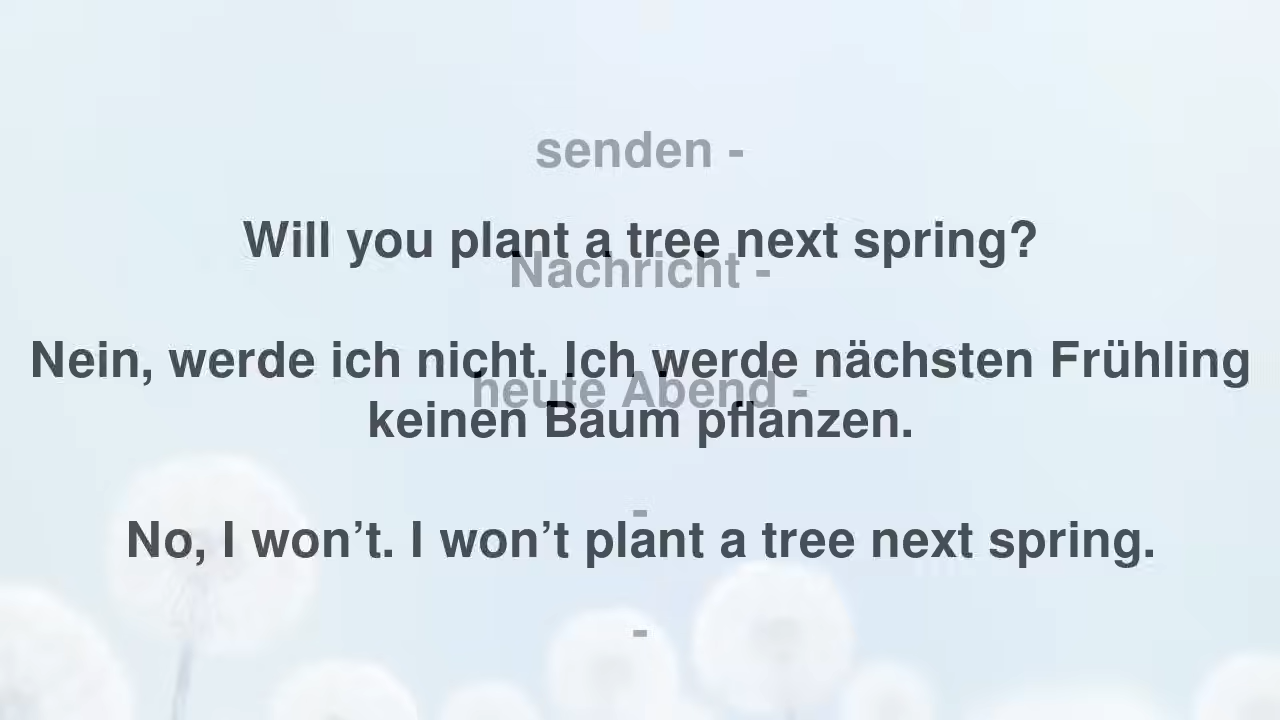 senden -
Will you plant a tree next spring?
Nachricht -
Nein, werde ich nicht. Ich werde nächsten Frühling
heute Abend -
keinen Baum pflanzen.
-
No, I won’t. I won’t plant a tree next spring.
-